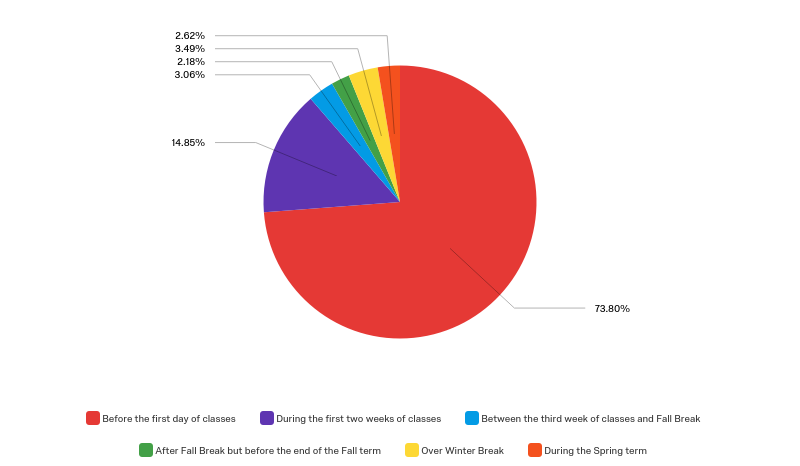 2.62%
3.49%
2.18%
3.06%
14.85%
73.80%
Before the first day of classes
During the first two weeks of classes
Between the third week of classes and Fall Break
After Fall Break but before the end of the Fall term
Over Winter Break
During the Spring term